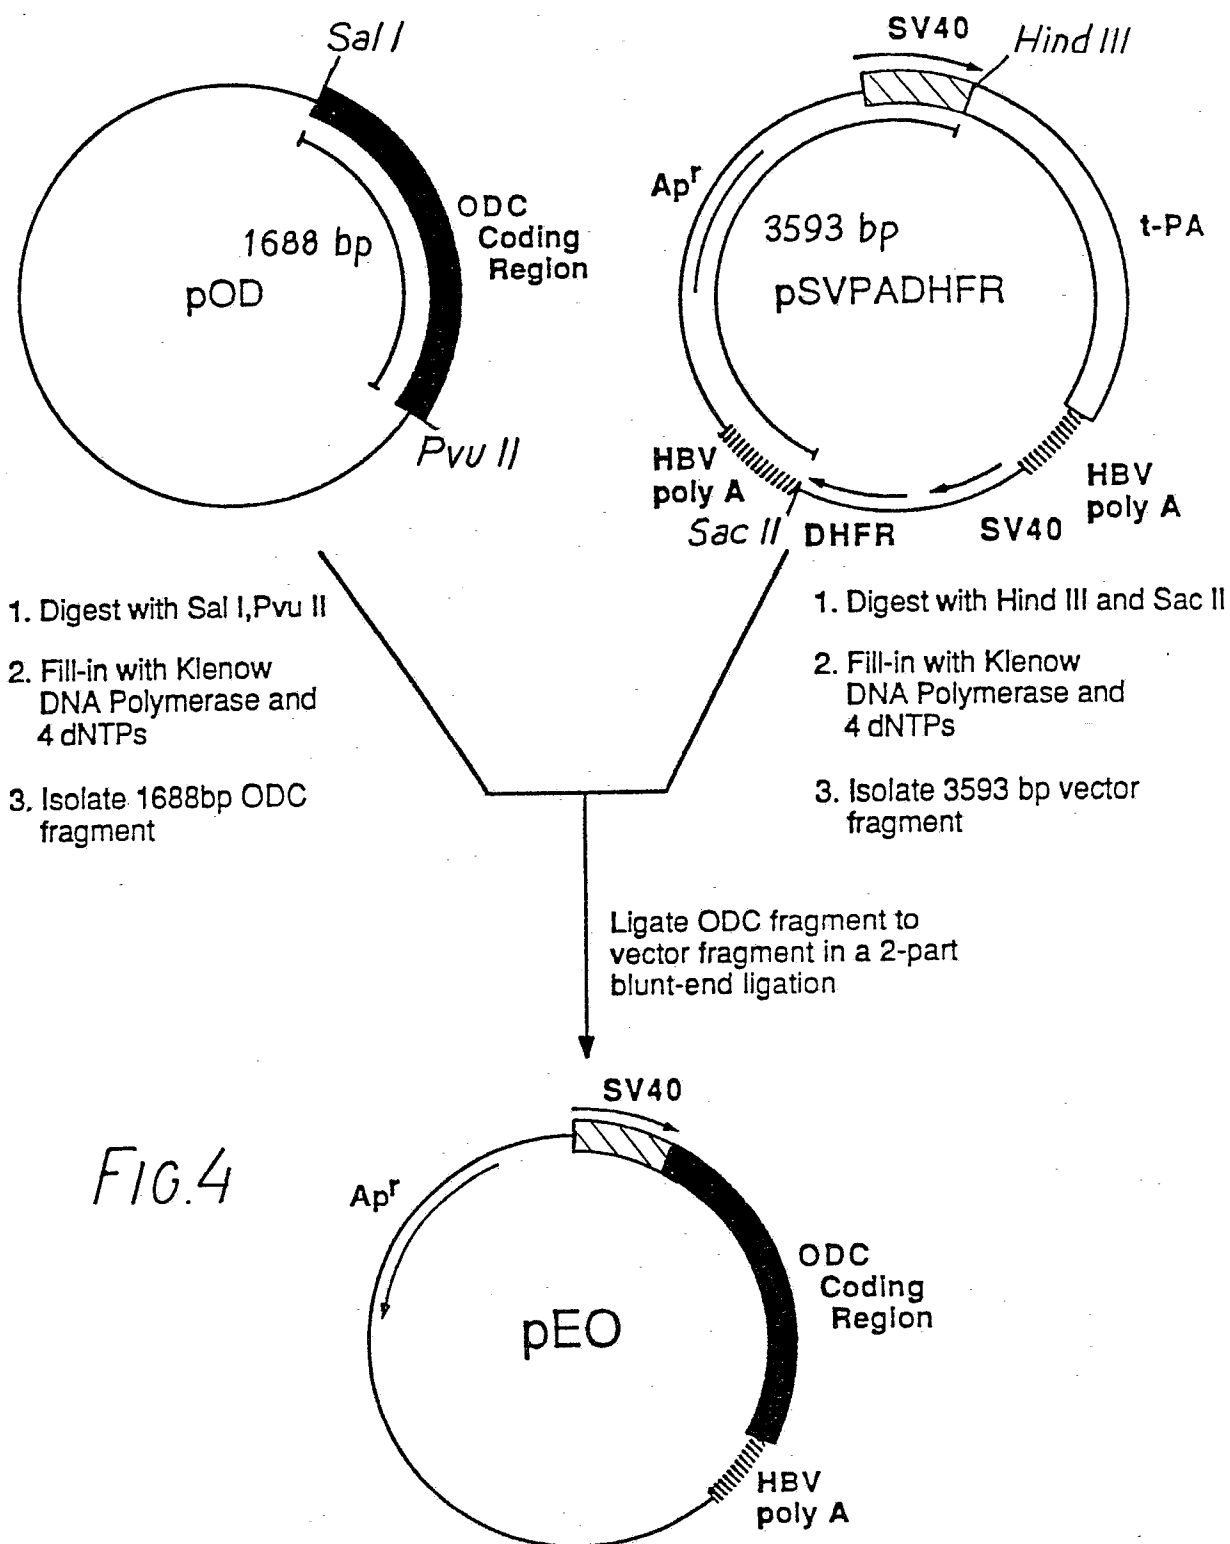 Sal I
ODC
Coding
Region
1688 bp
pOD
Pvu II
SV40
Hind III
Apr
3593 bp
pSVPADHFR
t-PA
HBV
poly A
Sac II
DHFR
SV40
HBV
poly A
1. Digest with Sal I,Pvu II
2. Fill-in with Klenow
DNA Polymerase and
4 dNTPs
3. Isolate 1688bp ODC
fragment
1. Digest with Hind III and Sac II
2. Fill-in with Klenow
DNA Polymerase and
4 dNTPs
3. Isolate 3593 bp vector
fragment
Ligate ODC fragment to
vector fragment in a 2-part
blunt-end ligation
FIG.4
SV40
Apr
ODC
Coding
Region
pEO
HBV
poly A